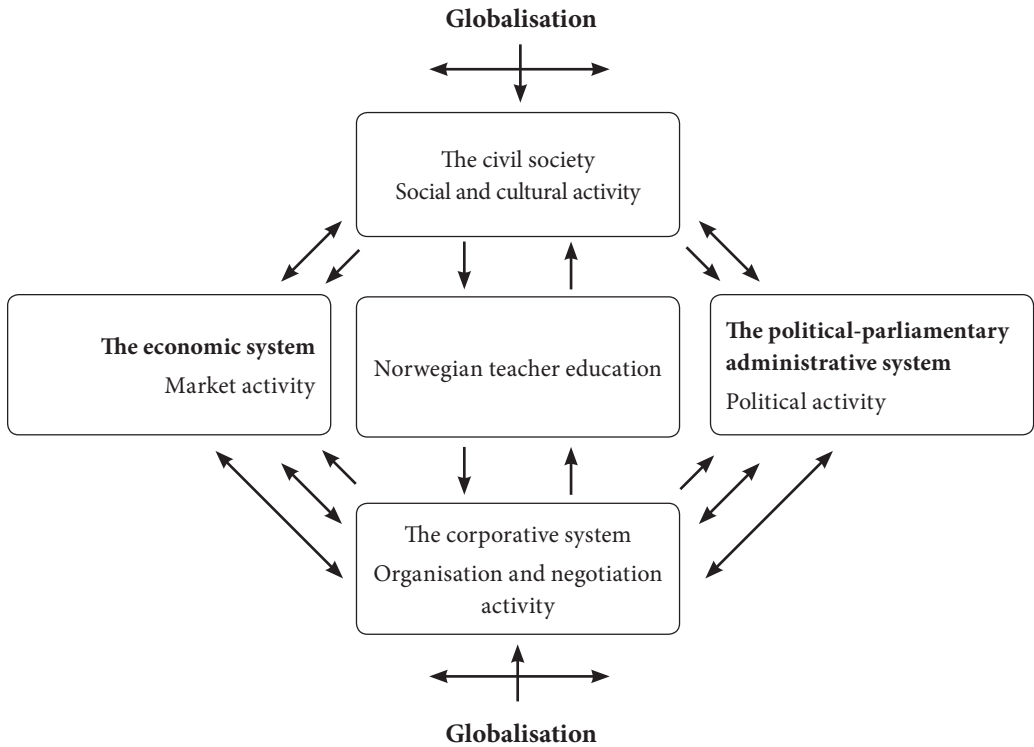 Globalisation
The civil society
Social and cultural activity
The economic system
Market activity
Norwegian teacher education
The political-parliamentary
administrative system
Political activity
The corporative system
Organisation and negotiation
activity
Globalisation